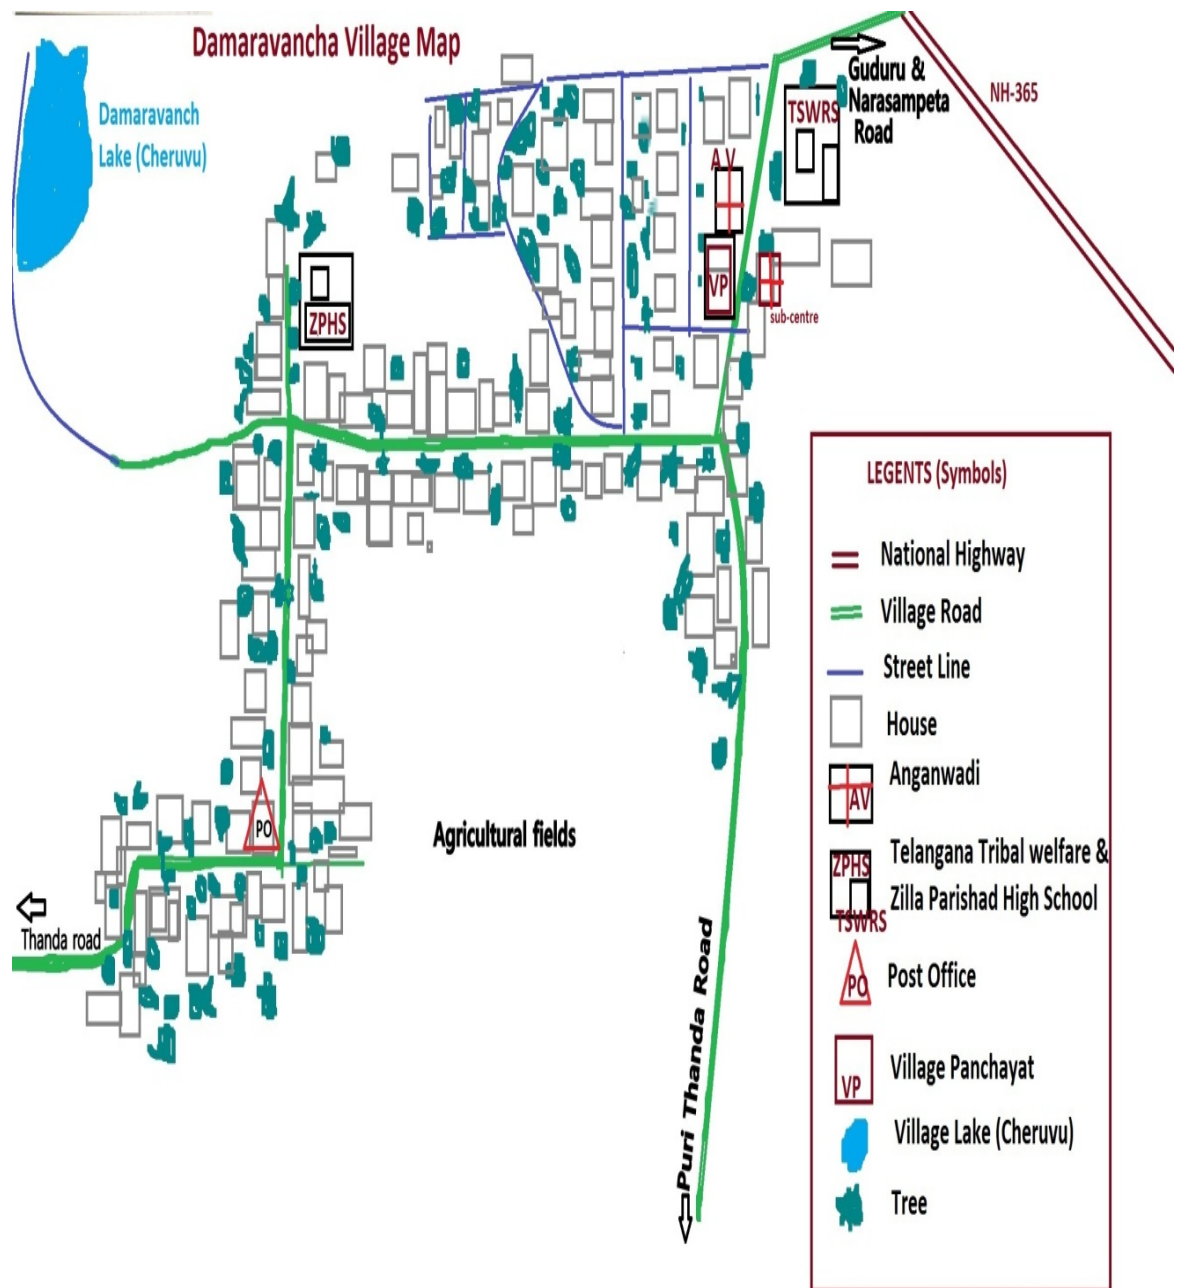 Damaravancha Village Map
Damaravanch
Lake (Cheruvu)
Guduru &
Narasampeta
Road
NH-365
TSWRS
A V
VP
sub-centre
ZPHS
PO
Agricultural fields
Thanda road
Puri Thanda Road
LEGENTS (Symbols)
National Highway
Village Road
Street Line
House
Anganwadi
AV
ZPHS
Telangana Tribal welfare &
Zilla Parishad High School
TSWRS
PO
Post Office
VP
Village Panchayat
Village Lake (Cheruvu)
Tree